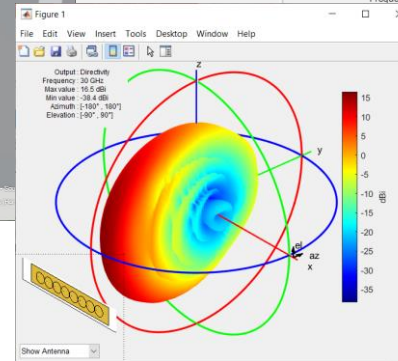 Figure 1
File Edit View Insert Tools Desktop Window Help
Output : Directivity
Frequency : 30 GHz
Max value : 16.5 dBi
Min value : -38.4 dBi
Azimuth : [-180° , 180°]
Elevation : [-90° , 90°]
z
y
el
az
x
15
10
5
0
-5
-10
-15
-20
-25
-30
-35
dBi
Show Antenna